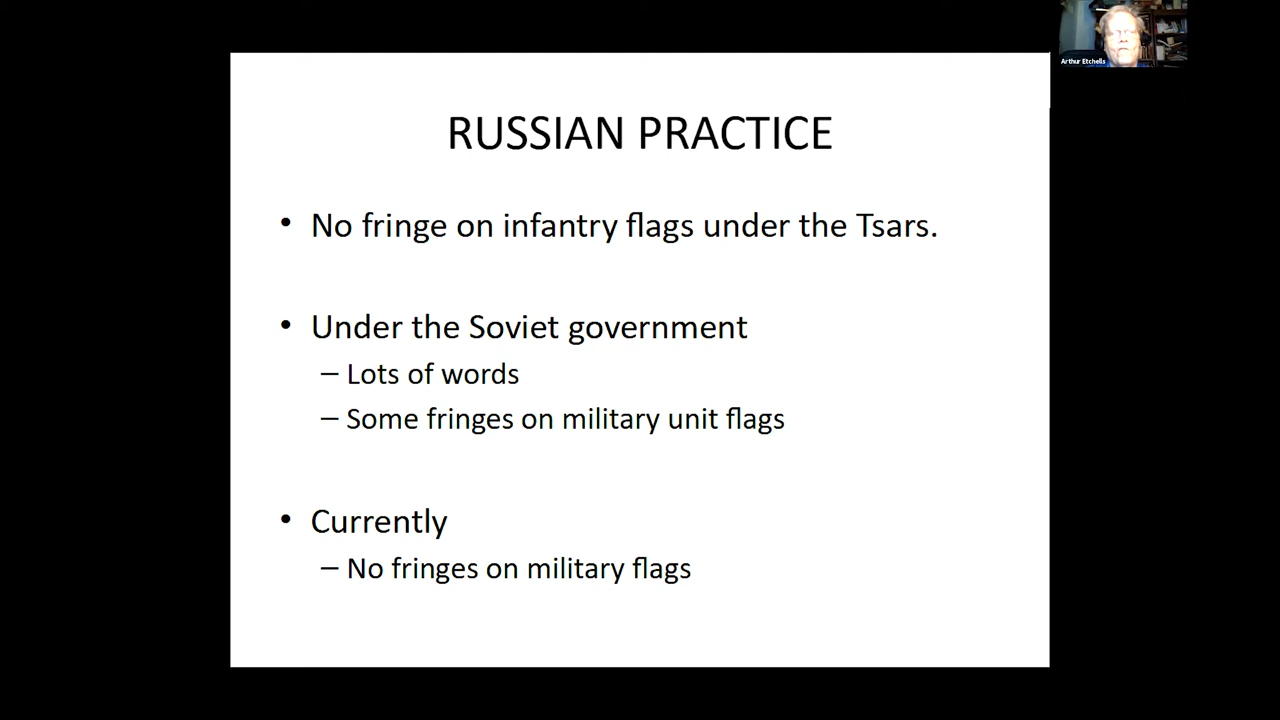 Arthur Etchells
RUSSIAN PRACTICE
• No fringe on infantry flags under the Tsars.
• Under the Soviet government
– Lots of words
– Some fringes on military unit flags
• Currently
– No fringes on military flags